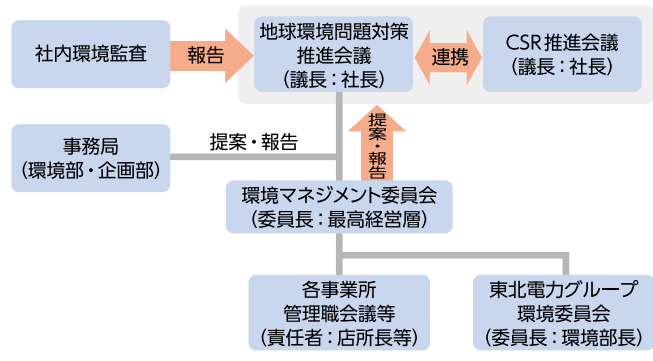 社内環境監査
報告
地球環境問題対策
推進会議
（議長：社長）
連携
CSR推進会議
（議長：社長）
事務局
（環境部・企画部）
提案・報告
提案・報告
環境マネジメント委員会
（委員長：最高経営層）
各事業所
管理職会議等
（責任者：店所長等）
東北電力グループ
環境委員会
（委員長：環境部長）